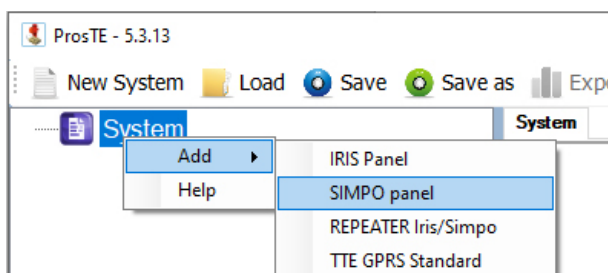 ProsTE - 5.3.13
New System Load Save Save as Expo
System System
Add IRIS Panel
Help SIMPO panel
REPEATER Iris/Simpo
TTE GPRS Standard